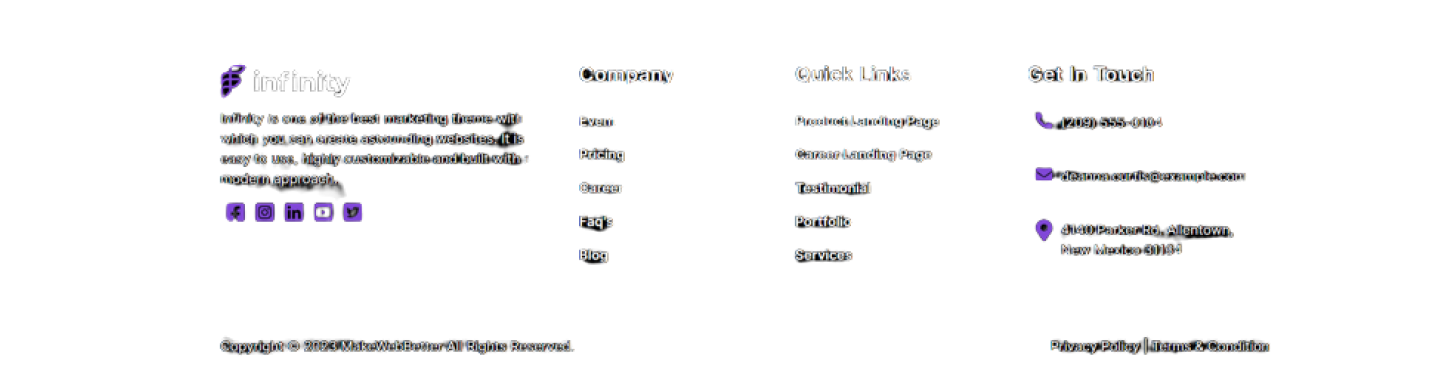 infinity
Infinity is one of the best marketing theme with
which you can create astounding websites. It is
easy to use, highly customizable and built with
modern approach.
Company
Even
Pricing
Career
Faq's
Blog
Quick Links
Product Landing Page
Career Landing Page
Testimonial
Portfolio
Services
Get In Touch
(209) 555-0104
deanna.curtis@example.com
4140 Parker Rd. Allentown,
New Mexico 31134
Copyright © 2023 MakeWebBetter All Rights Reserved.
Privacy Policy | Terms & Condition